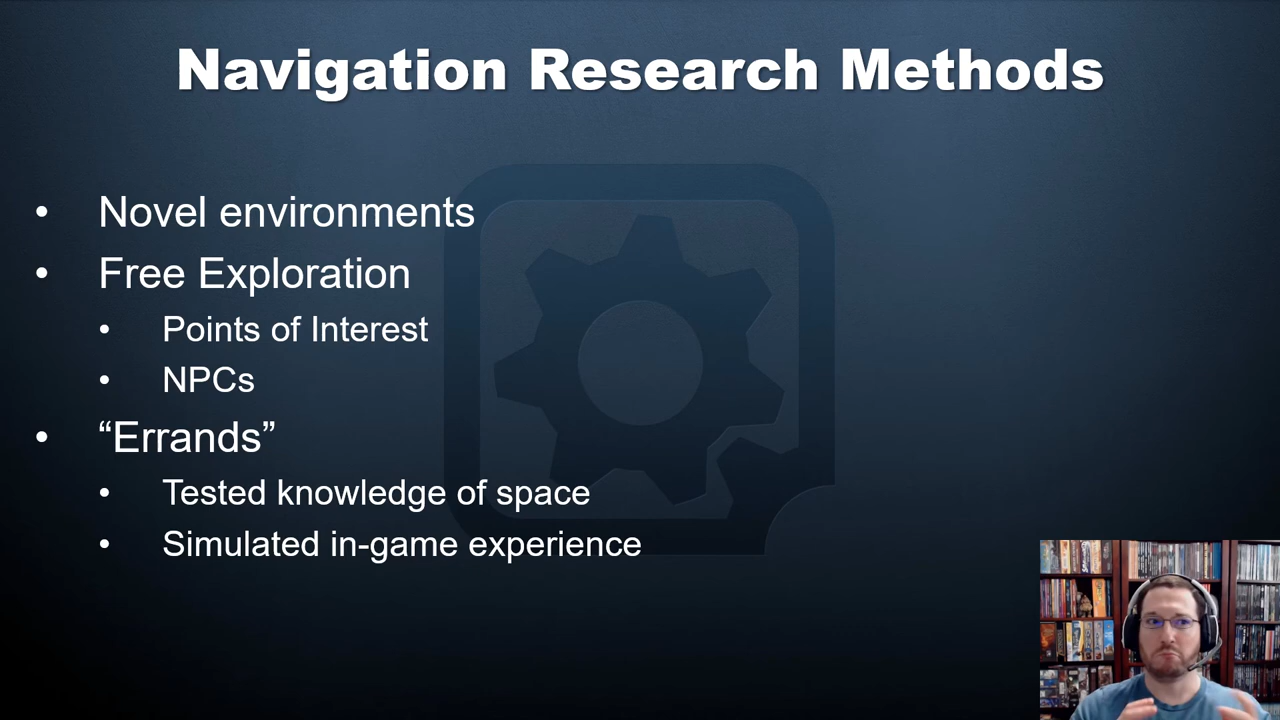 Navigation Research Methods
• Novel environments
• Free Exploration
• Points of Interest
• NPCs
• “Errands”
• Tested knowledge of space
• Simulated in-game experience